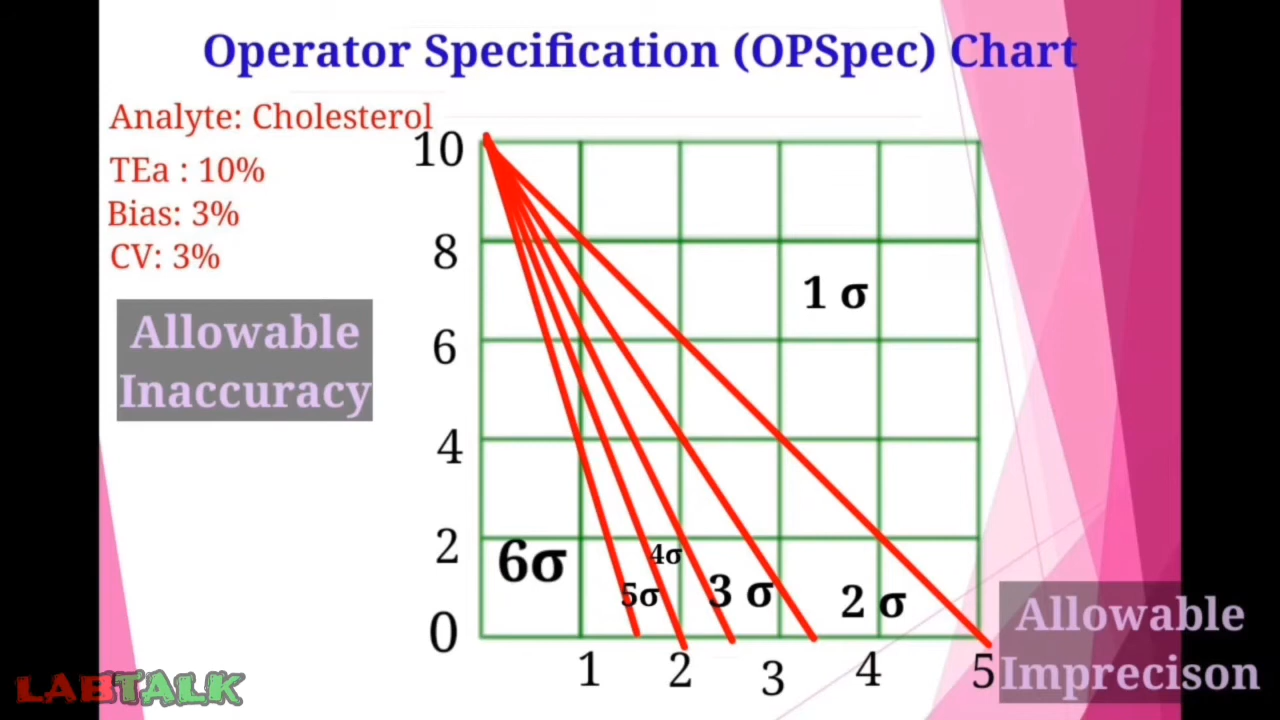 Operator Specification (OPSpec) Chart
Analyte: Cholesterol
TEa : 10%
Bias: 3%
CV: 3%
Allowable
Inaccuracy
10
8
6
4
2
0
1 σ
6σ
5σ
4σ
3 σ
2 σ
1
2
3
4
5
Allowable
Imprecison
LABTALK